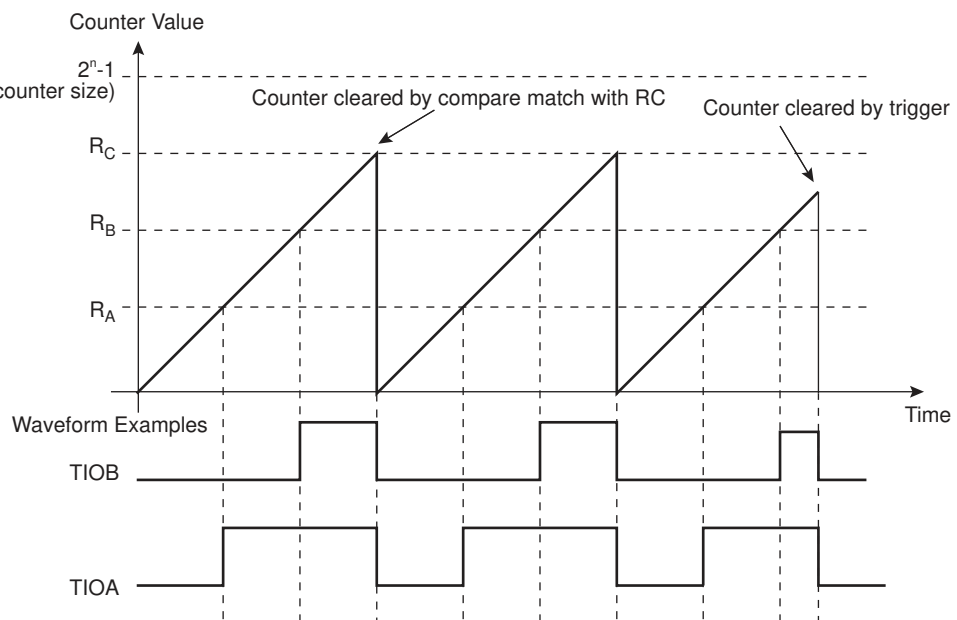 Counter Value
2ⁿ-1
counter size)
Counter cleared by compare match with RC
Counter cleared by trigger
R_C
R_B
R_A
Time
Waveform Examples
TIOB
TIOA